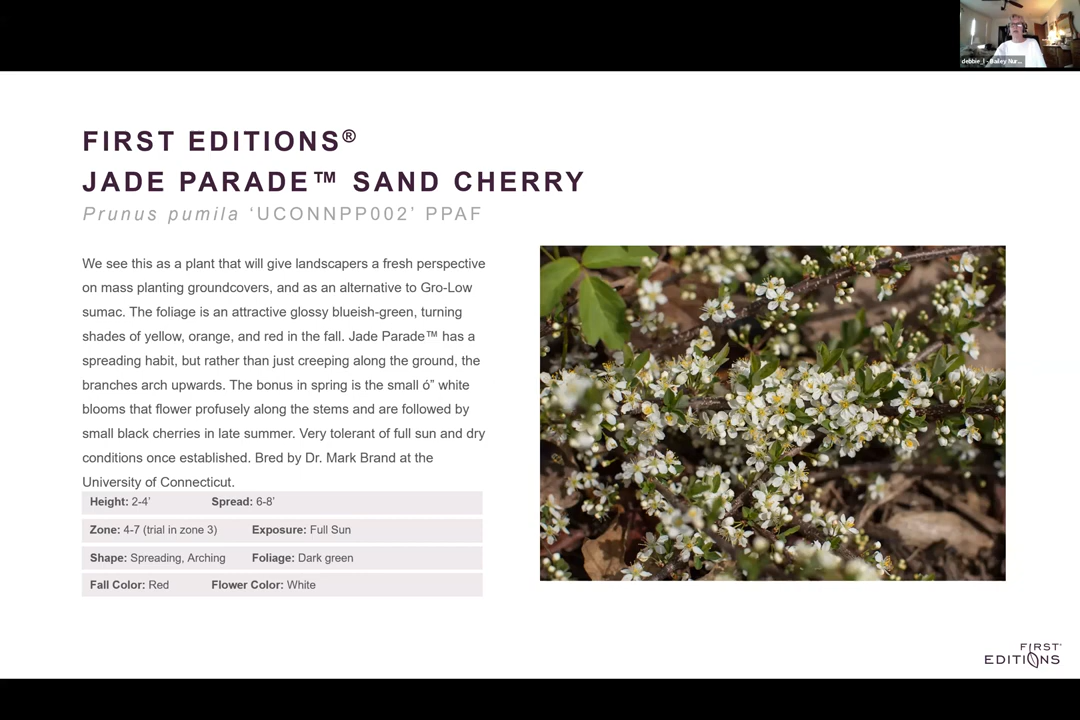 debbie_l - Bailey Nur...
FIRST EDITIONS®
JADE PARADE™ SAND CHERRY
Prunus pumila ‘UCONNPP002’ PPAF
We see this as a plant that will give landscapers a fresh perspective
on mass planting groundcovers, and as an alternative to Gro-Low
sumac. The foliage is an attractive glossy blueish-green, turning
shades of yellow, orange, and red in the fall. Jade Parade™ has a
spreading habit, but rather than just creeping along the ground, the
branches arch upwards. The bonus in spring is the small ó” white
blooms that flower profusely along the stems and are followed by
small black cherries in late summer. Very tolerant of full sun and dry
conditions once established. Bred by Dr. Mark Brand at the
University of Connecticut.
Height: 2-4’ Spread: 6-8’
Zone: 4-7 (trial in zone 3) Exposure: Full Sun
Shape: Spreading, Arching Foliage: Dark green
Fall Color: Red Flower Color: White
FIRST
EDITIONS